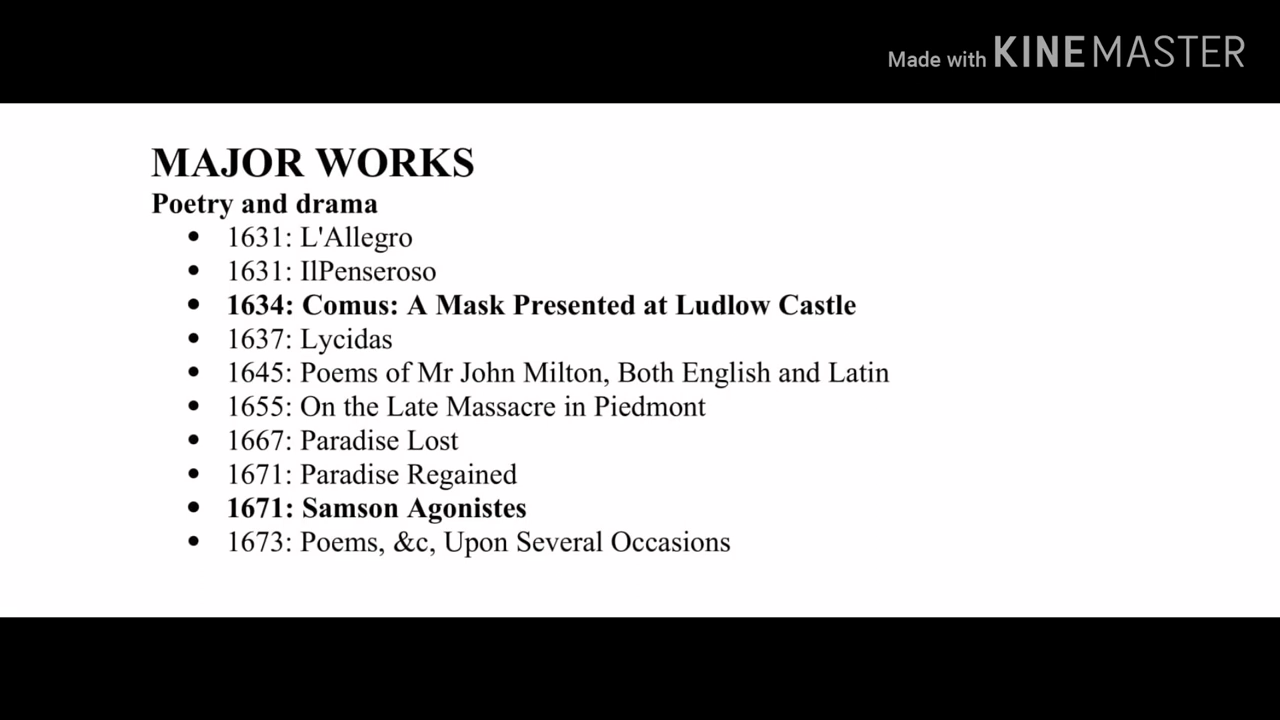 Made with KINEMASTER
MAJOR WORKS
Poetry and drama
• 1631: L'Allegro
• 1631: IlPenseroso
• 1634: Comus: A Mask Presented at Ludlow Castle
• 1637: Lycidas
• 1645: Poems of Mr John Milton, Both English and Latin
• 1655: On the Late Massacre in Piedmont
• 1667: Paradise Lost
• 1671: Paradise Regained
• 1671: Samson Agonistes
• 1673: Poems, &c, Upon Several Occasions